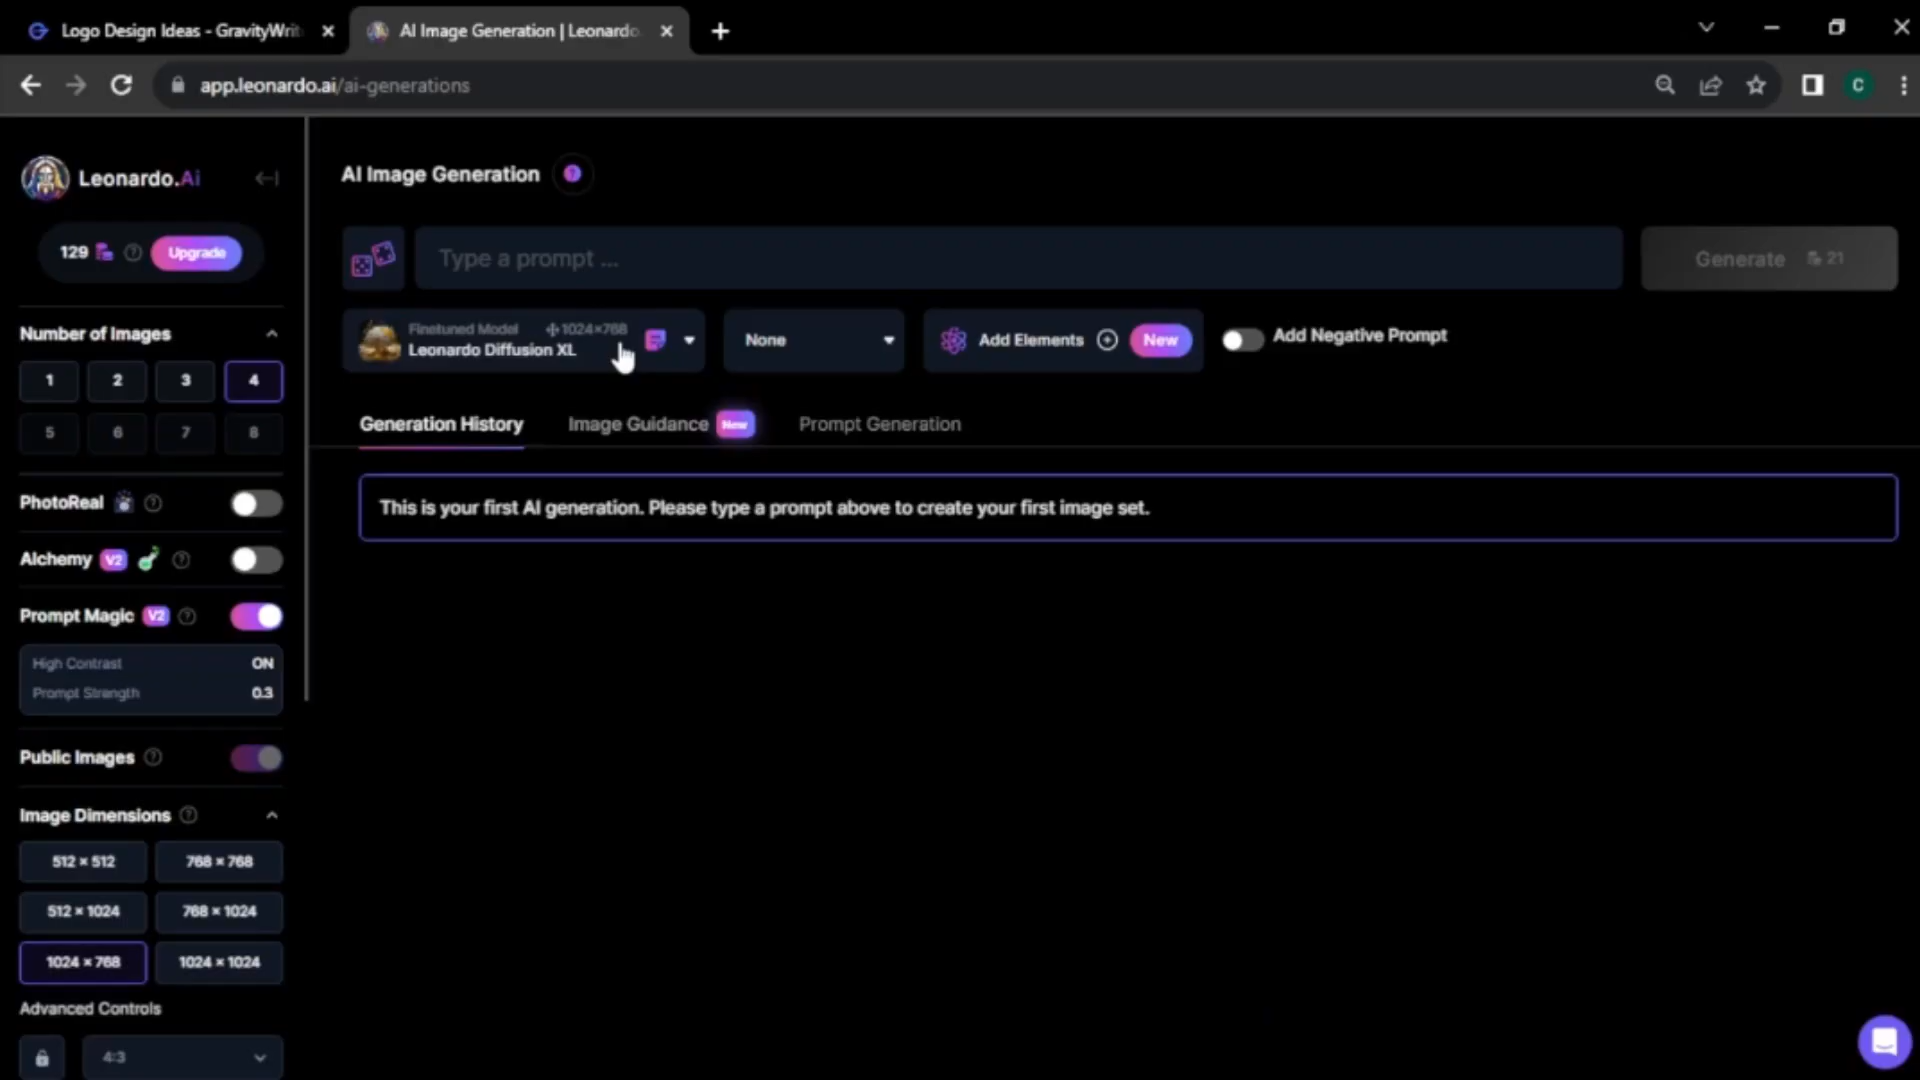 Logo Design Ideas - GravityWrit
AI Image Generation | Leonardo.
app.leonardo.ai/ai-generations
C
Leonardo.Ai
129
Upgrade
Number of Images
1 2 3 4
5 6 7 8
PhotoReal
Alchemy V2
Prompt Magic V2
High Contrast ON
Prompt Strength 0.3
Public Images
Image Dimensions
512 × 512 768 × 768
512 × 1024 768 × 1024
1024 × 768 1024 × 1024
Advanced Controls
4:3
AI Image Generation ?
Type a prompt ...
Generate 21
Finetuned Model 1024×768
Leonardo Diffusion XL
None
Add Elements New
Add Negative Prompt
Generation History Image Guidance New Prompt Generation
This is your first AI generation. Please type a prompt above to create your first image set.